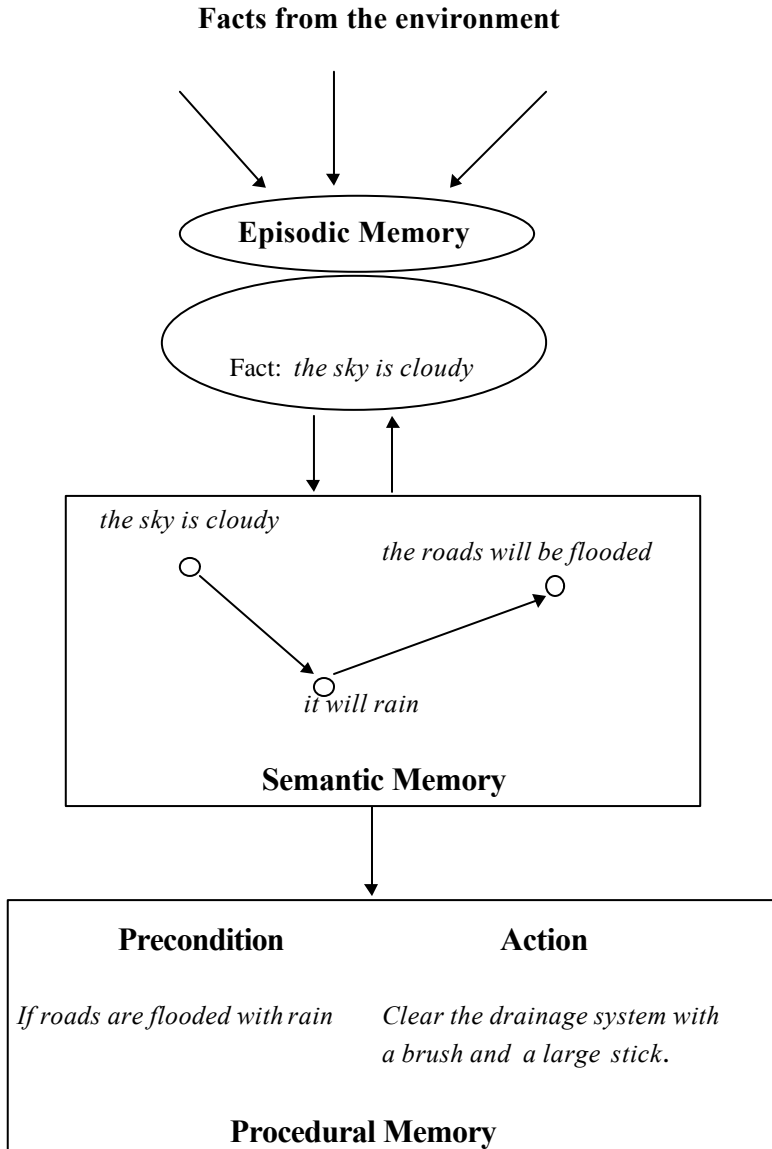 Facts from the environment
Episodic Memory
Fact: the sky is cloudy
the sky is cloudy
the roads will be flooded
it will rain
Semantic Memory
Precondition
Action
If roads are flooded with rain
Clear the drainage system with
a brush and a large stick.
Procedural Memory